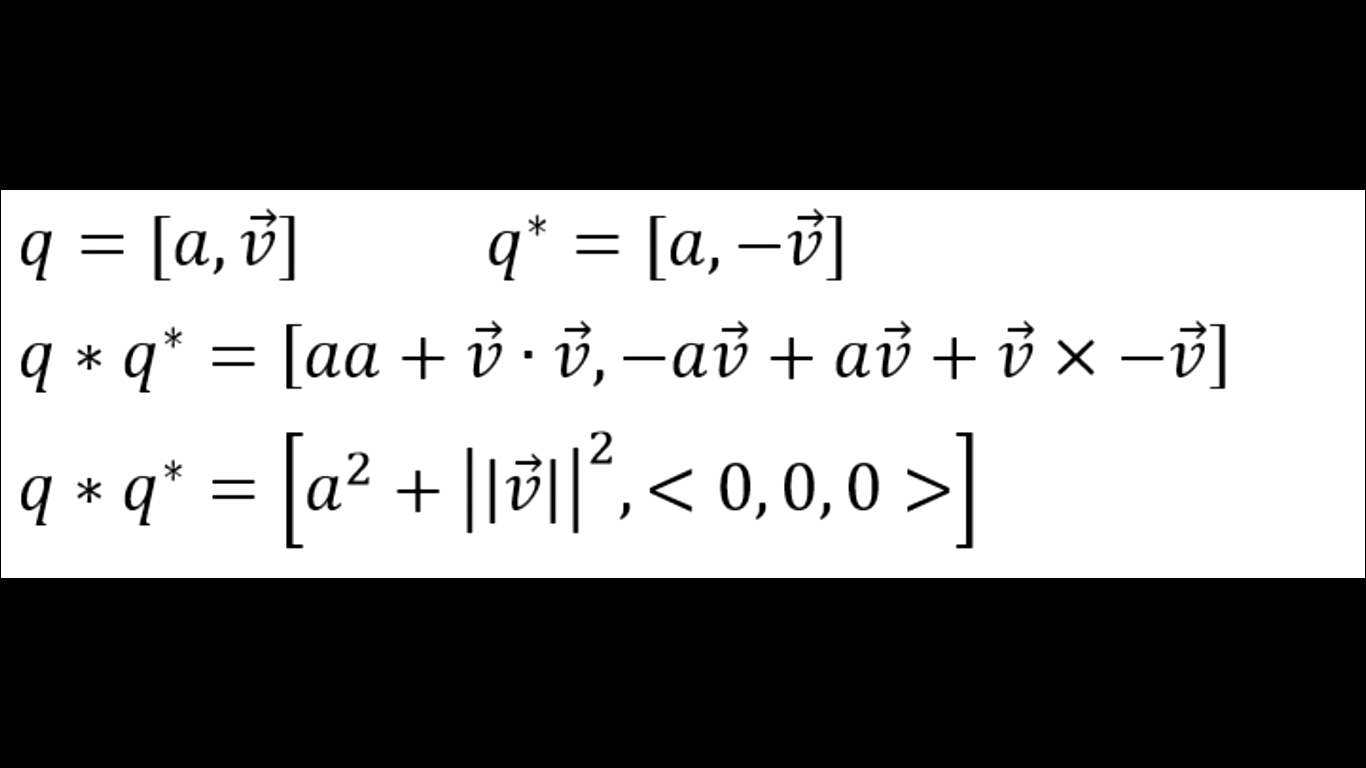 q = [a, v⃗] q* = [a, −v⃗]
q ∗ q* = [aa + v⃗ · v⃗, −av⃗ + av⃗ + v⃗ × −v⃗]
q ∗ q* = [a² + ||v⃗||², < 0, 0, 0 >]